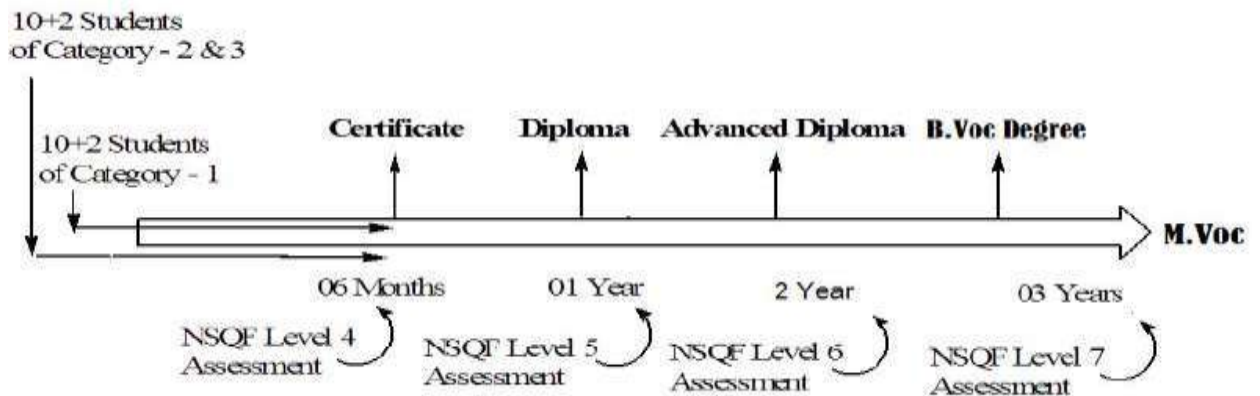 10+2 Students
of Category - 2 & 3
10+2 Students
of Category - 1
Certificate
Diploma
Advanced Diploma
B.Voc Degree
M.Voc
06 Months
01 Year
2 Year
03 Years
NSQF Level 4
Assessment
NSQF Level 5
Assessment
NSQF Level 6
Assessment
NSQF Level 7
Assessment